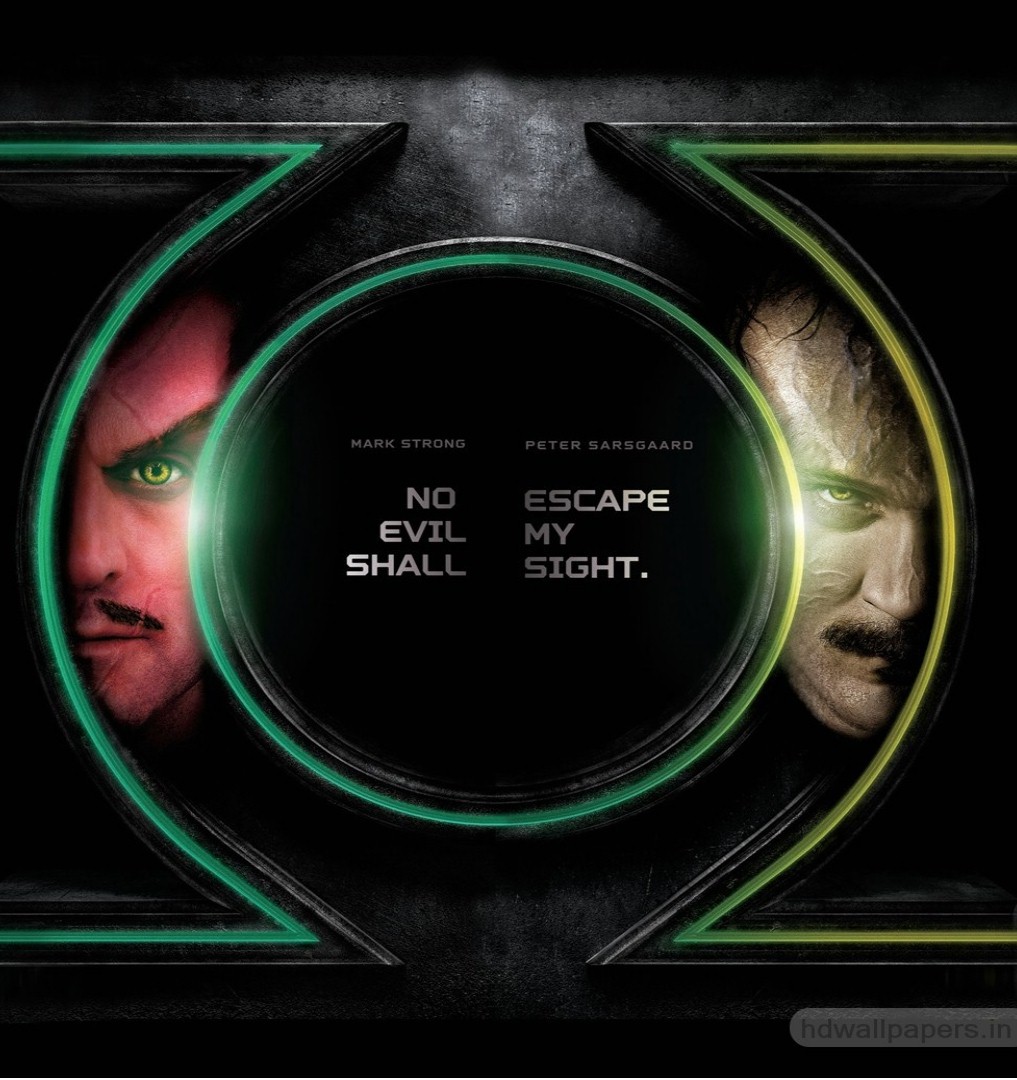 MARK STRONG
NO
EVIL
SHALL
PETER SARSGAARD
ESCAPE
MY
SIGHT.
hdwallpapers.in